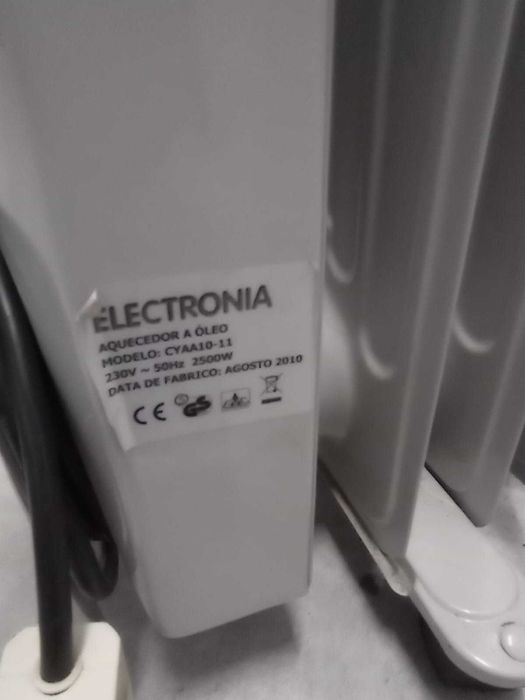 ELECTRONIA
AQUECEDOR A ÓLEO
MODELO: CYAA10-11
230V ~ 50Hz 2500W
DATA DE FABRICO: AGOSTO 2010
CE